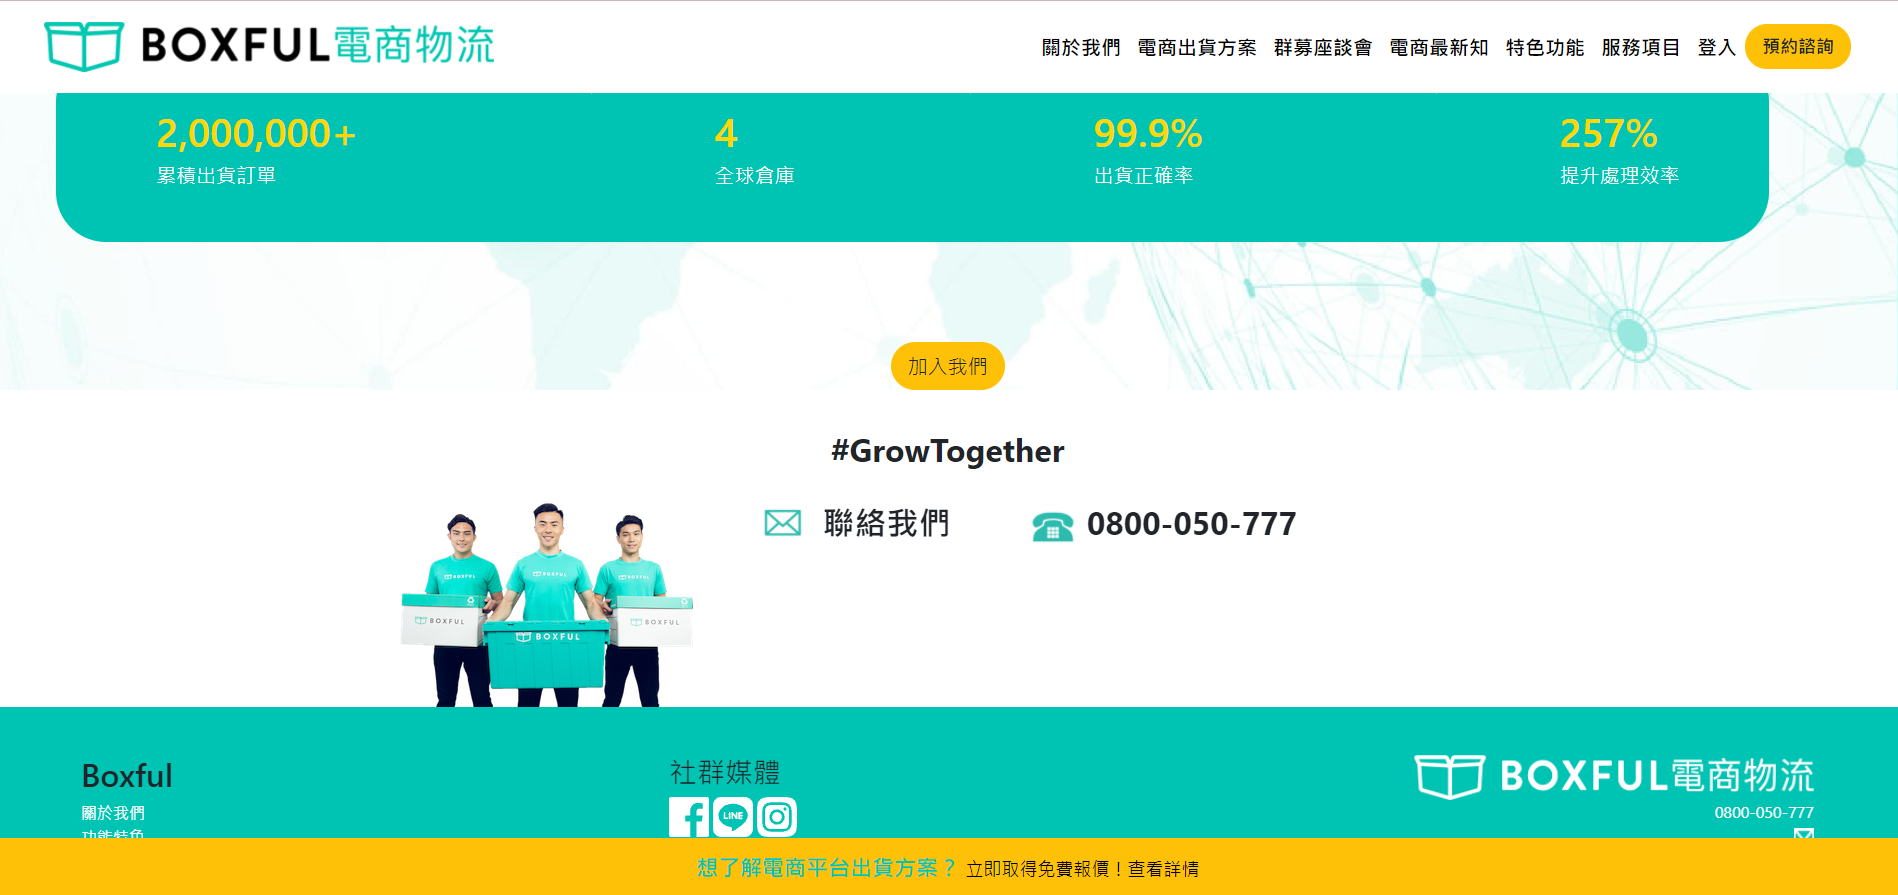 BOXFUL電商物流
關於我們 電商出貨方案 群募座談會 電商最新知 特色功能 服務項目 登入 預約諮詢
2,000,000+
累積出貨訂單
4
全球倉庫
99.9%
出貨正確率
257%
提升處理效率
加入我們
#GrowTogether
聯絡我們
0800-050-777
BOXFUL
BOXFUL
BOXFUL
BOXFUL
BOXFUL
BOXFUL
Boxful
關於我們
功能特色
社群媒體
LINE
BOXFUL電商物流
0800-050-777
想了解電商平台出貨方案？ 立即取得免費報價！查看詳情